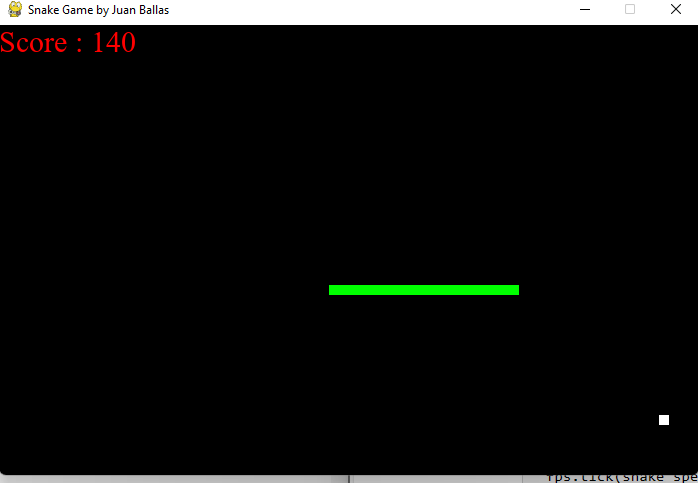 Snake Game by Juan Ballas
Score : 140
fps.tick(snake_spe